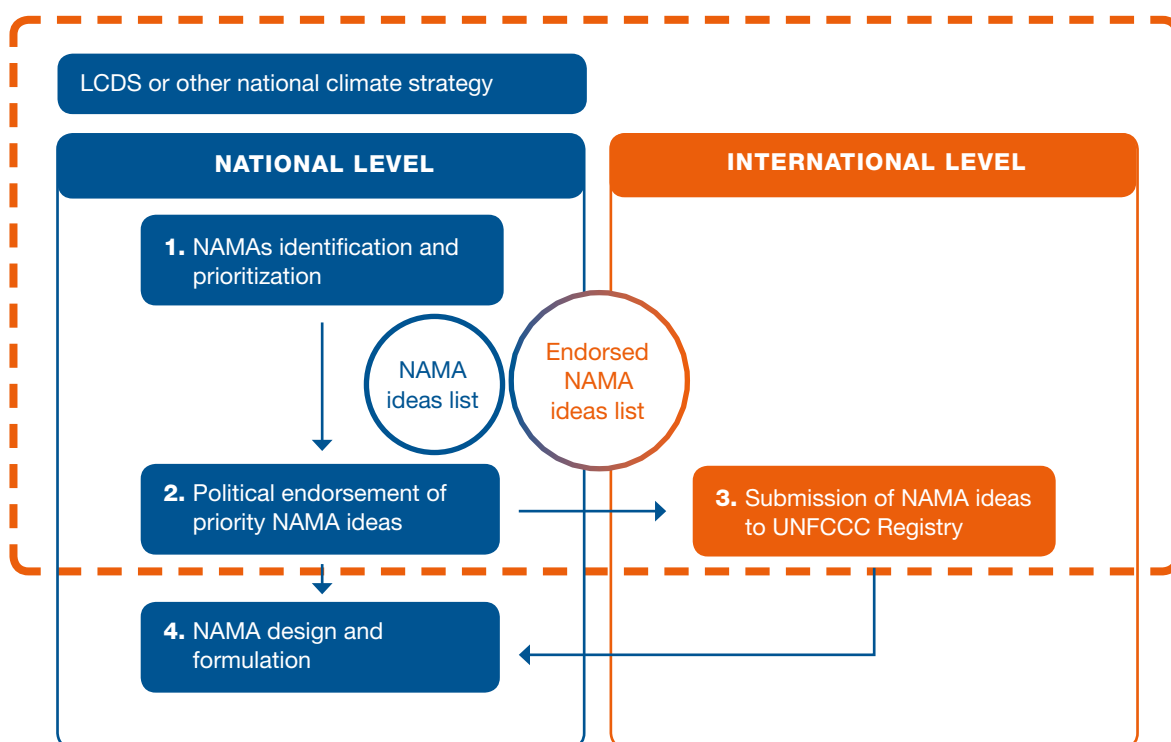 LCDS or other national climate strategy
NATIONAL LEVEL
INTERNATIONAL LEVEL
1. NAMAs identification and
prioritization
NAMA
ideas list
Endorsed
NAMA
ideas list
2. Political endorsement of
priority NAMA ideas
3. Submission of NAMA ideas
to UNFCCC Registry
4. NAMA design and
formulation